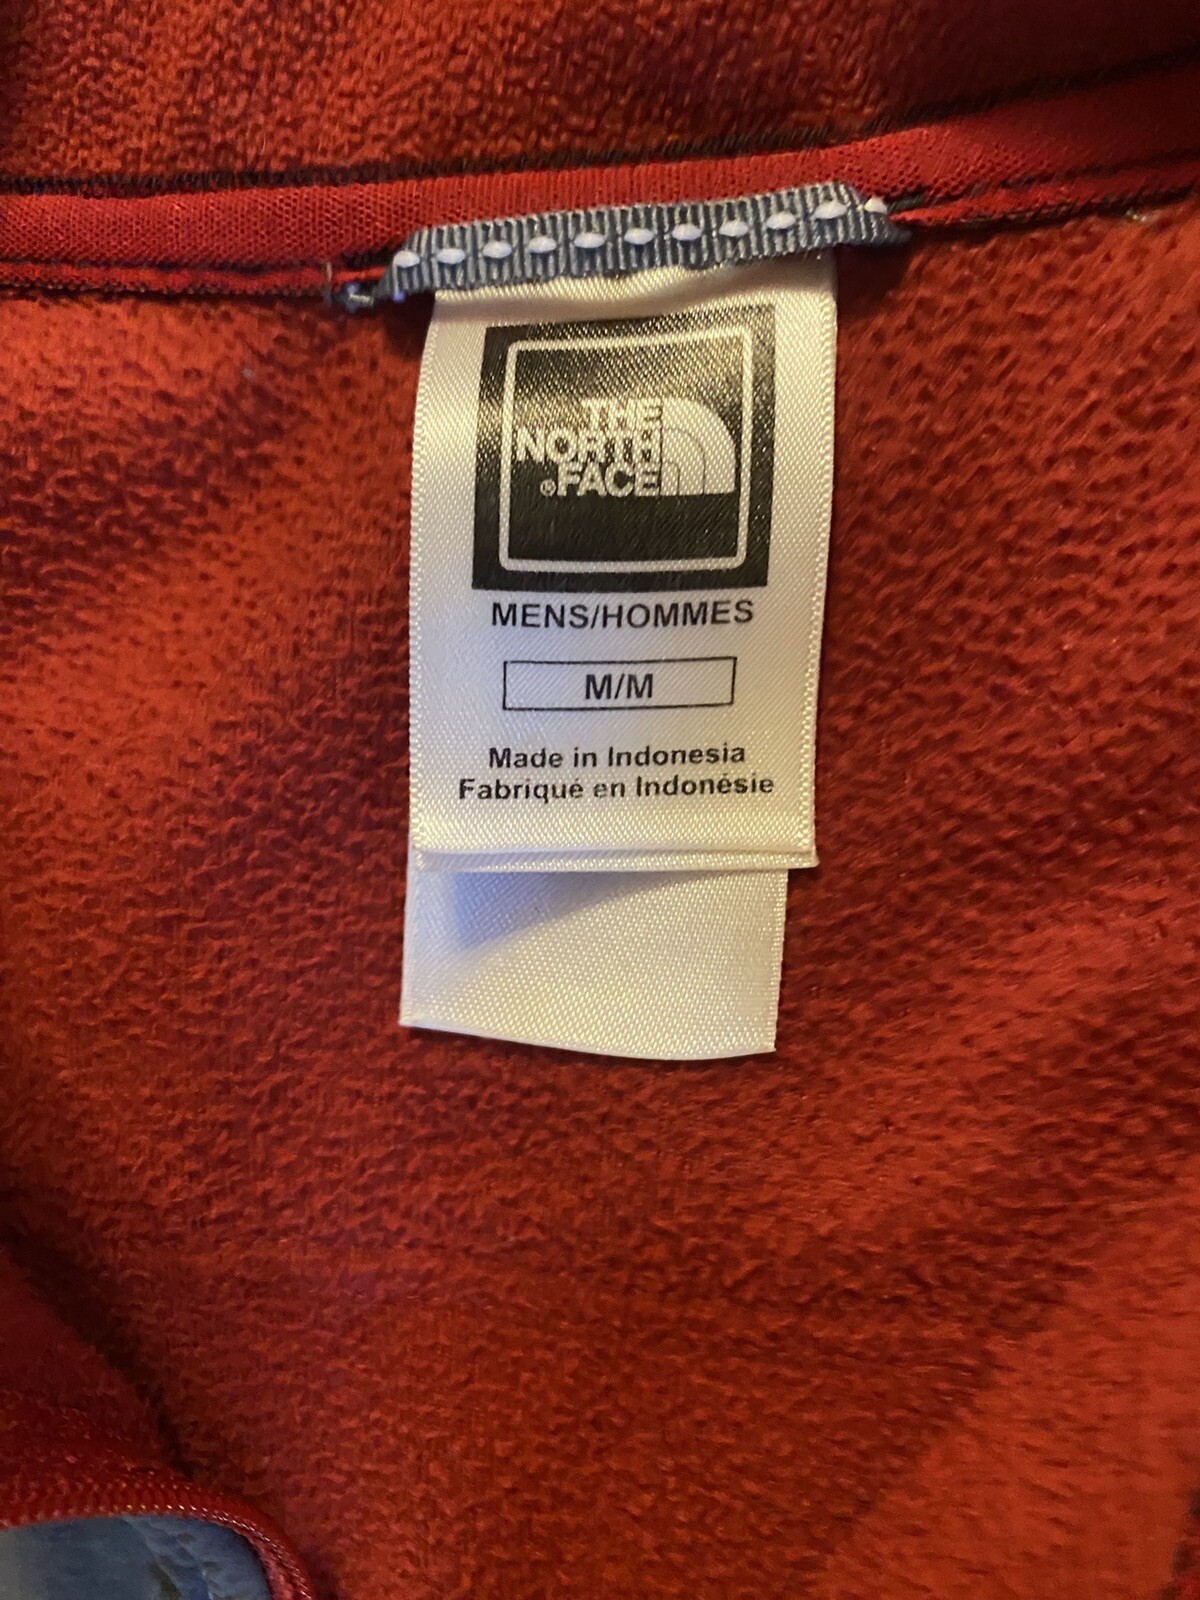 THE
NORTH
®FACE
MENS/HOMMES
M/M
Made in Indonesia
Fabriqué en Indonésie